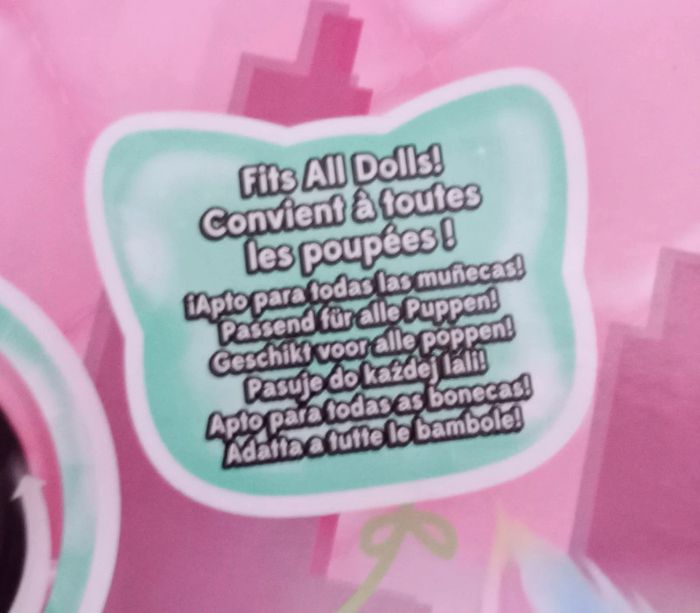 Fits All Dolls!
Convient à toutes
les poupées !
¡Apto para todas las muñecas!
Passend für alle Puppen!
Geschikt voor alle poppen!
Pasuje do każdej lali!
Apto para todas as bonecas!
Adatta a tutte le bambole!